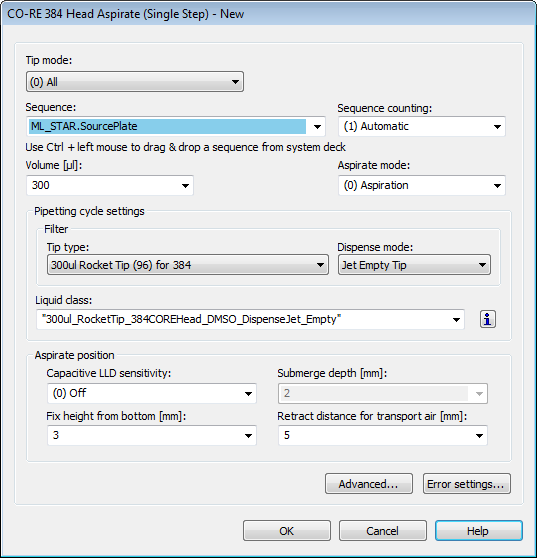 CO-RE 384 Head Aspirate (Single Step) - New
Tip mode:
(0) All
Sequence: Sequence counting:
ML_STAR.SourcePlate (1) Automatic
Use Ctrl + left mouse to drag & drop a sequence from system deck
Volume [µl]: Aspirate mode:
300 (0) Aspiration
Pipetting cycle settings
Filter
Tip type: Dispense mode:
300ul Rocket Tip (96) for 384 Jet Empty Tip
Liquid class:
"300ul_RocketTip_384COREHead_DMSO_DispenseJet_Empty"
Aspirate position
Capacitive LLD sensitivity: Submerge depth [mm]:
(0) Off 2
Fix height from bottom [mm]: Retract distance for transport air [mm]:
3 5
Advanced... Error settings...
OK Cancel Help